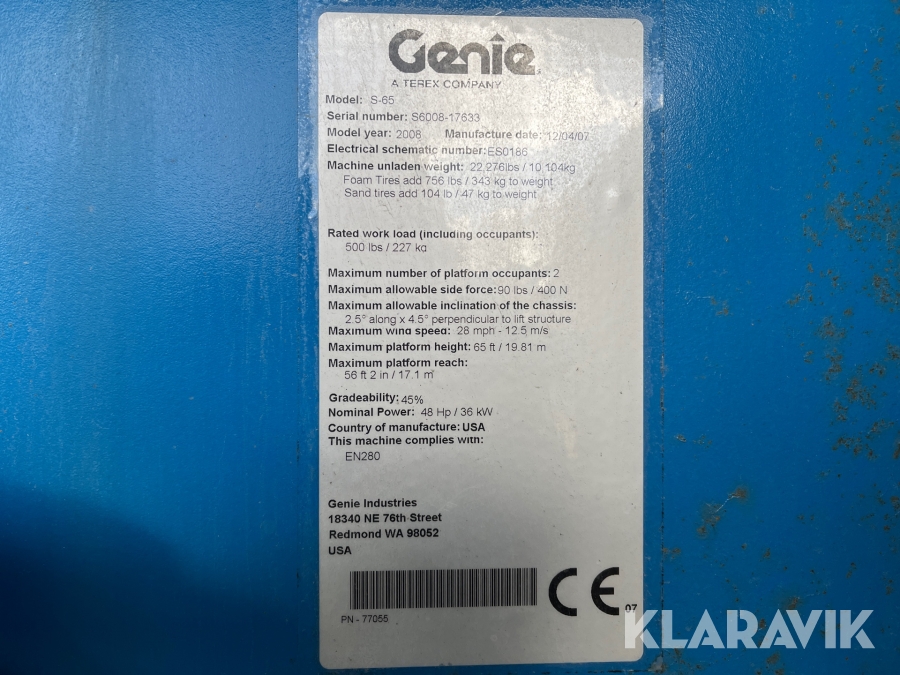 Genie
A TEREX COMPANY
Model: S-65
Serial number: S6008-17633
Model year: 2008 Manufacture date: 12/04/07
Electrical schematic number: ES0186
Machine unladen weight: 22,276lbs / 10,104kg
Foam Tires add 756 lbs / 343 kg to weight
Sand tires add 104 lb / 47 kg to weight
Rated work load (including occupants):
500 lbs / 227 kg
Maximum number of platform occupants: 2
Maximum allowable side force: 90 lbs / 400 N
Maximum allowable inclination of the chassis:
2.5° along x 4.5° perpendicular to lift structure
Maximum wind speed: 28 mph - 12.5 m/s
Maximum platform height: 65 ft / 19.81 m
Maximum platform reach:
56 ft 2 in / 17.1 m
Gradeability: 45%
Nominal Power: 48 Hp / 36 kW
Country of manufacture: USA
This machine complies with:
EN280
Genie Industries
18340 NE 76th Street
Redmond WA 98052
USA
CE 07
PN - 77055
KLARAVIK